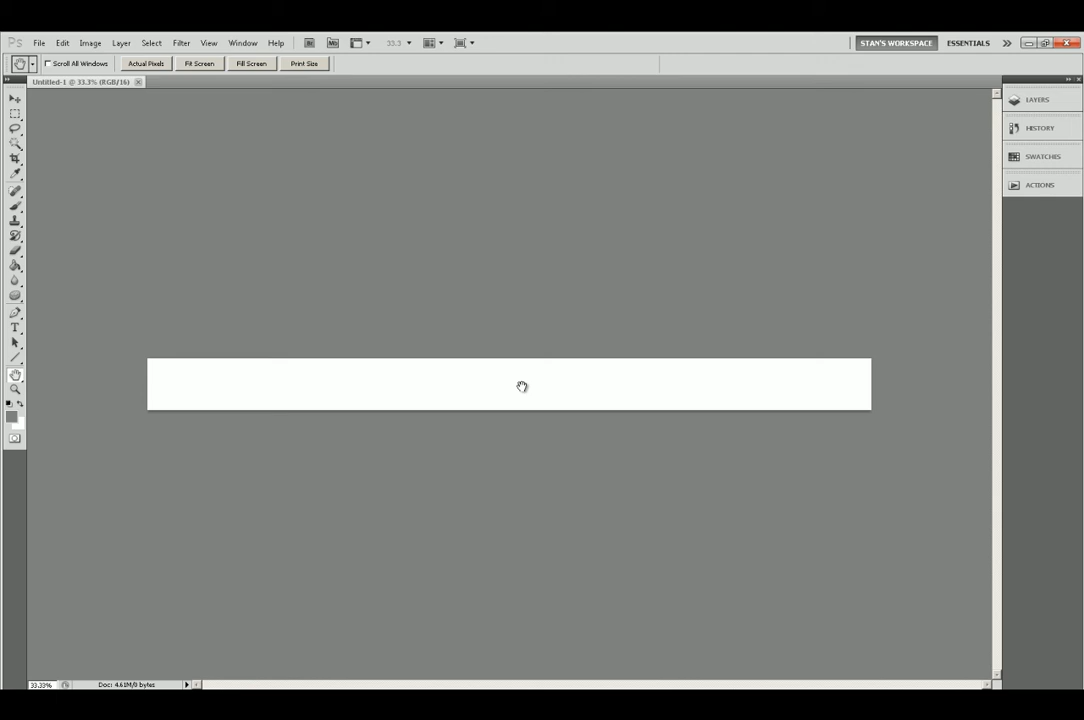 Ps File Edit Image Layer Select Filter View Window Help Br Mb 33.3 STAN'S WORKSPACE ESSENTIALS
Scroll All Windows Actual Pixels Fit Screen Fill Screen Print Size
Untitled-1 @ 33.3% (RGB/16)
LAYERS
HISTORY
SWATCHES
ACTIONS
T
33.33% Doc: 4.61M/0 bytes